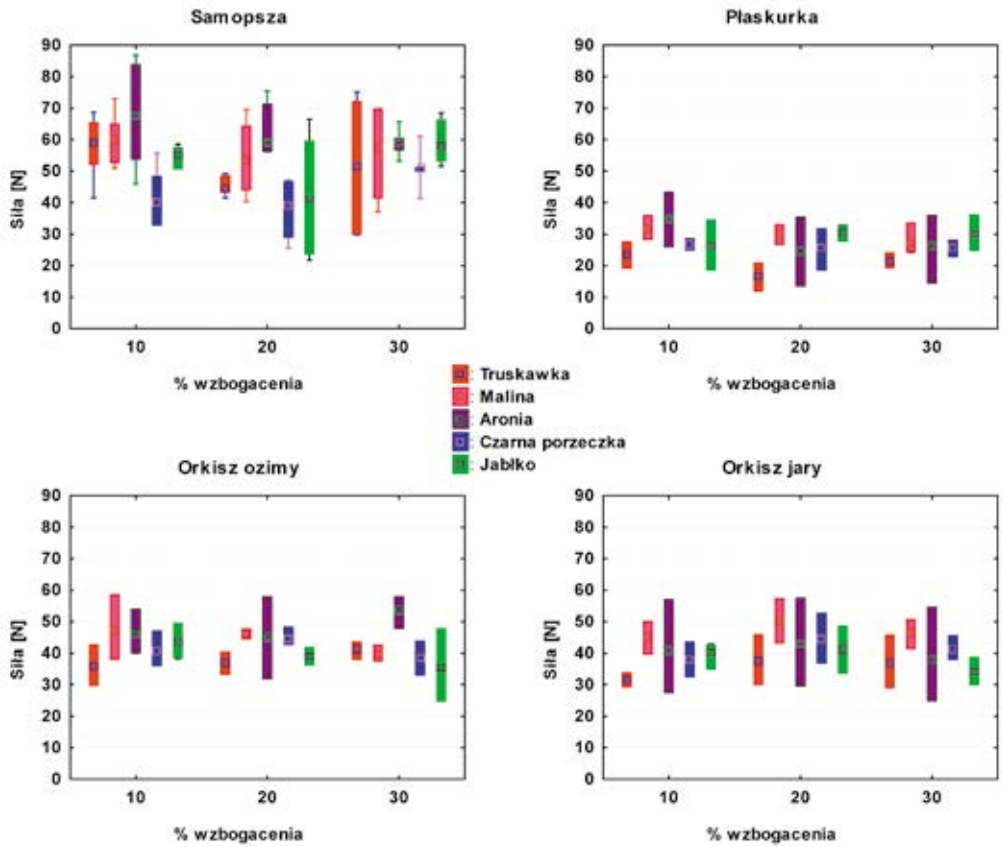 Samopsza
Siła [N]
90
80
70
60
50
40
30
20
10
0
10 20 30
% wzbogacenia
Płaskurka
Siła [N]
90
80
70
60
50
40
30
20
10
0
10 20 30
% wzbogacenia
Truskawka
Malina
Aronia
Czarna porzeczka
Jabłko
Orkisz ozimy
Siła [N]
90
80
70
60
50
40
30
20
10
0
10 20 30
% wzbogacenia
Orkisz jary
Siła [N]
90
80
70
60
50
40
30
20
10
0
10 20 30
% wzbogacenia